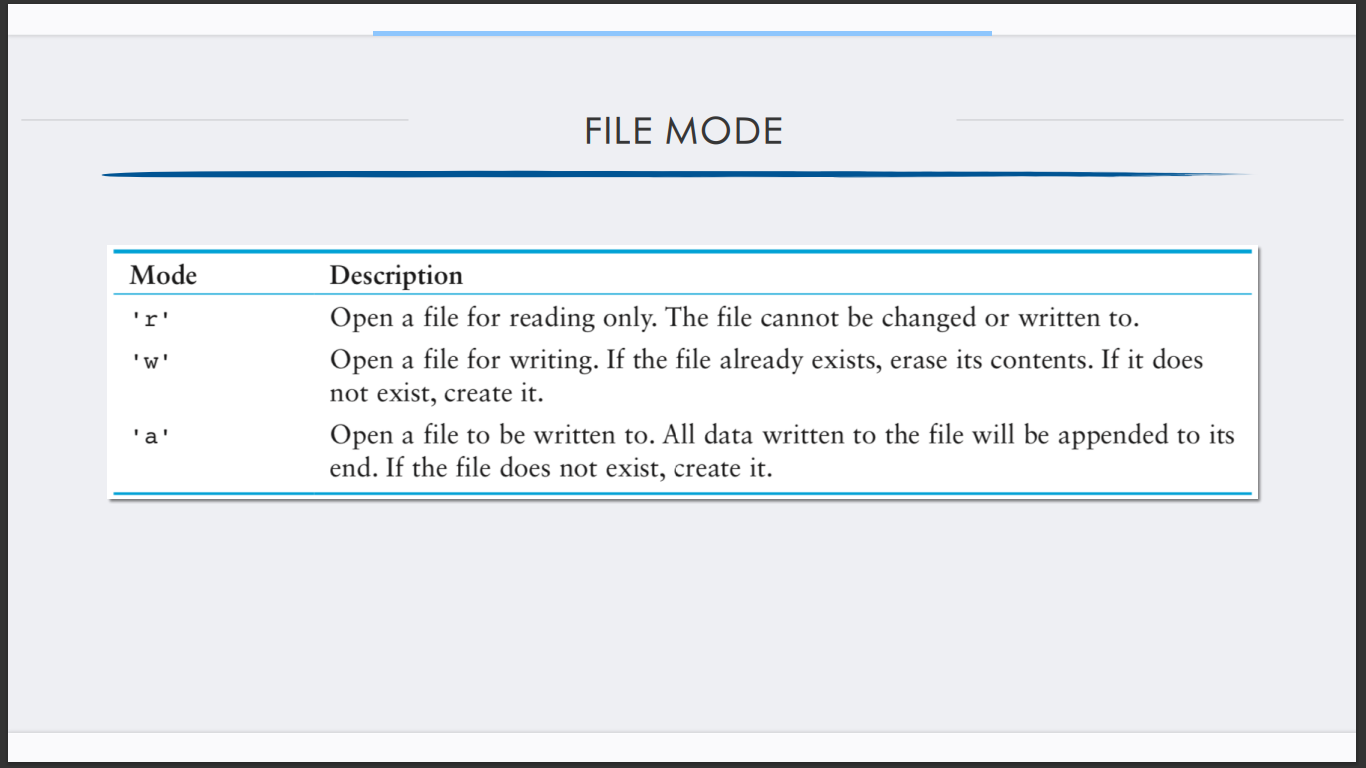 FILE MODE
Mode Description
'r' Open a file for reading only. The file cannot be changed or written to.
'w' Open a file for writing. If the file already exists, erase its contents. If it does
not exist, create it.
'a' Open a file to be written to. All data written to the file will be appended to its
end. If the file does not exist, create it.